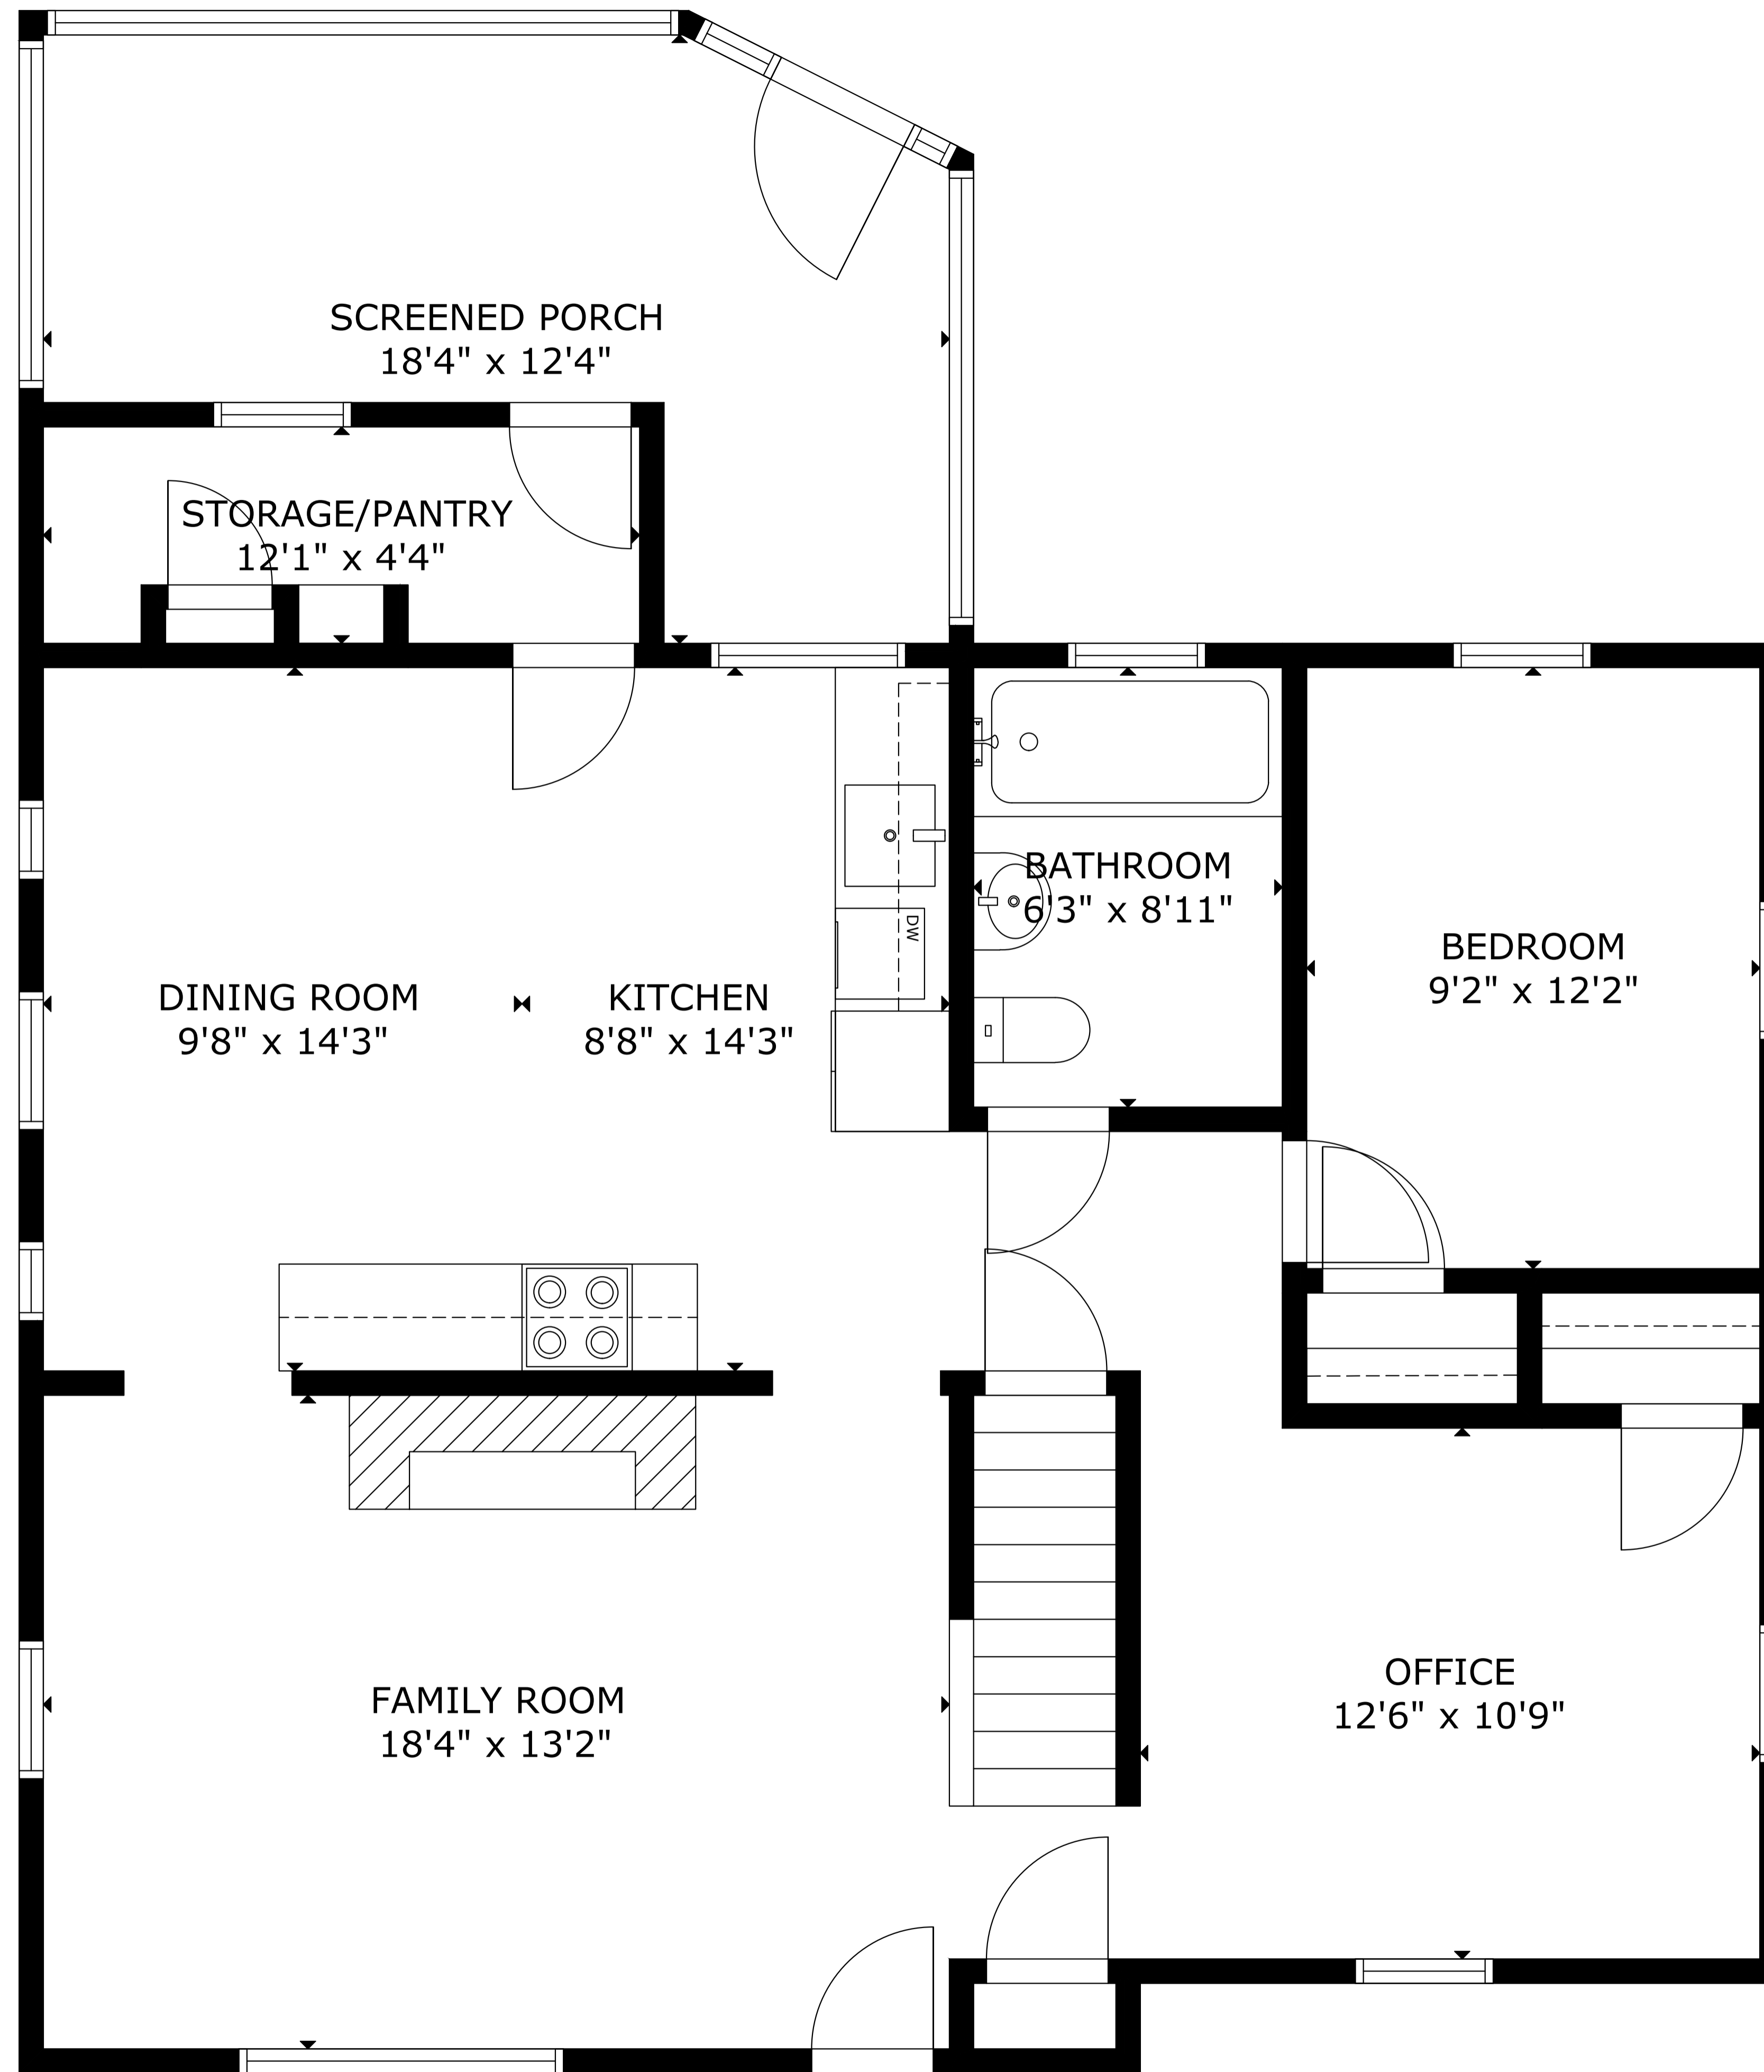 SCREENED PORCH
18'4" x 12'4"
STORAGE/PANTRY
12'1" x 4'4"
BATHROOM
6'3" x 8'11"
DW
BEDROOM
9'2" x 12'2"
DINING ROOM
9'8" x 14'3"
KITCHEN
8'8" x 14'3"
FAMILY ROOM
18'4" x 13'2"
OFFICE
12'6" x 10'9"